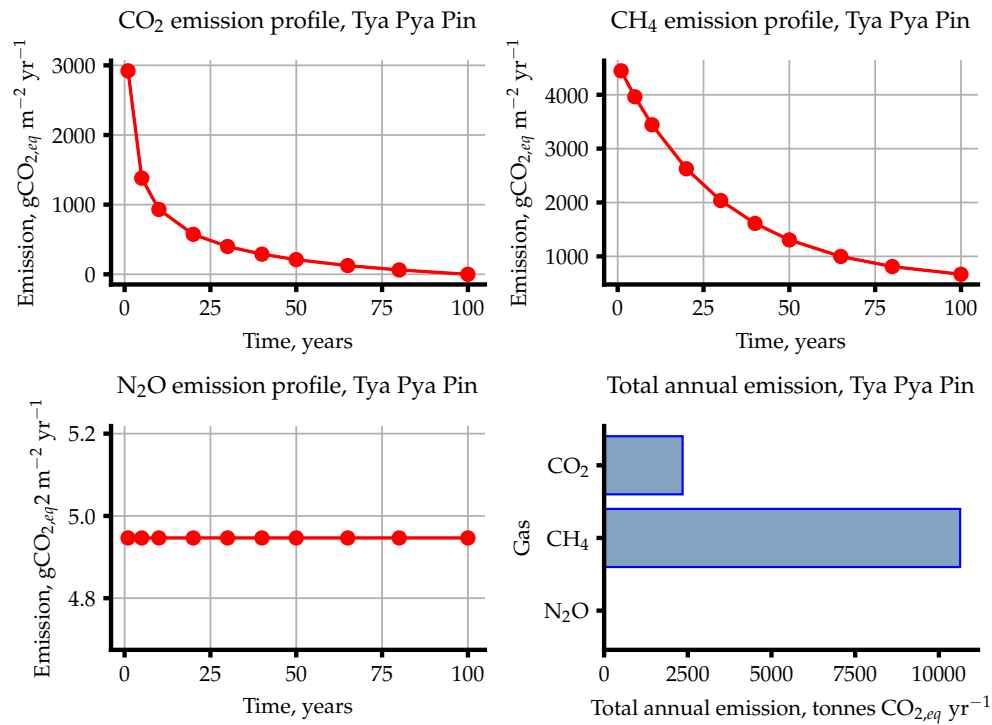 CO₂ emission profile, Tya Pya Pin
Emission, gCO₂,eq m⁻² yr⁻¹
3000
2000
1000
0
0 25 50 75 100
Time, years
CH₄ emission profile, Tya Pya Pin
Emission, gCO₂,eq m⁻² yr⁻¹
4000
3000
2000
1000
0 25 50 75 100
Time, years
N₂O emission profile, Tya Pya Pin
Emission, gCO₂,eq2 m⁻² yr⁻¹
5.2
5.0
4.8
0 25 50 75 100
Time, years
Total annual emission, Tya Pya Pin
Gas
CO₂
CH₄
N₂O
0 2500 5000 7500 10000
Total annual emission, tonnes CO₂,eq yr⁻¹